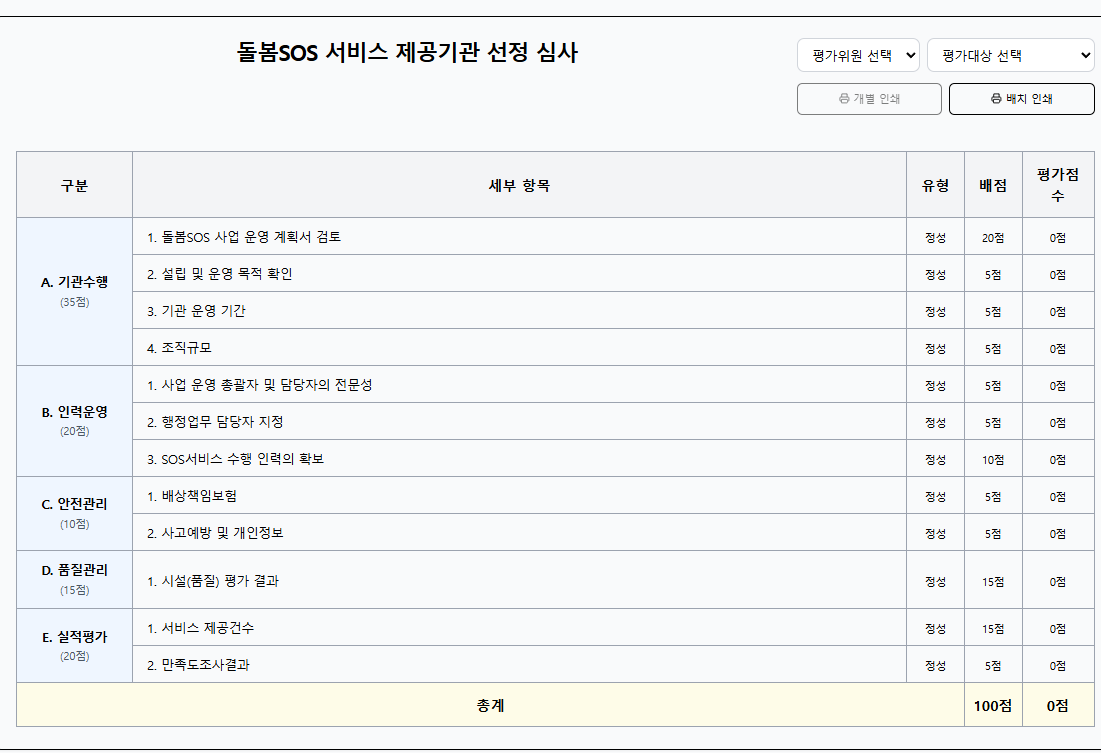 돌봄SOS 서비스 제공기관 선정 심사
평가위원 선택 평가대상 선택
개별 인쇄 배치 인쇄
구분 세부 항목 유형 배점 평가점수
A. 기관수행
(35점)
1. 돌봄SOS 사업 운영 계획서 검토 정성 20점 0점
2. 설립 및 운영 목적 확인 정성 5점 0점
3. 기관 운영 기간 정성 5점 0점
4. 조직규모 정성 5점 0점
B. 인력운영
(20점)
1. 사업 운영 총괄자 및 담당자의 전문성 정성 5점 0점
2. 행정업무 담당자 지정 정성 5점 0점
3. SOS서비스 수행 인력의 확보 정성 10점 0점
C. 안전관리
(10점)
1. 배상책임보험 정성 5점 0점
2. 사고예방 및 개인정보 정성 5점 0점
D. 품질관리
(15점)
1. 시설(품질) 평가 결과 정성 15점 0점
E. 실적평가
(20점)
1. 서비스 제공건수 정성 15점 0점
2. 만족도조사결과 정성 5점 0점
총계 100점 0점